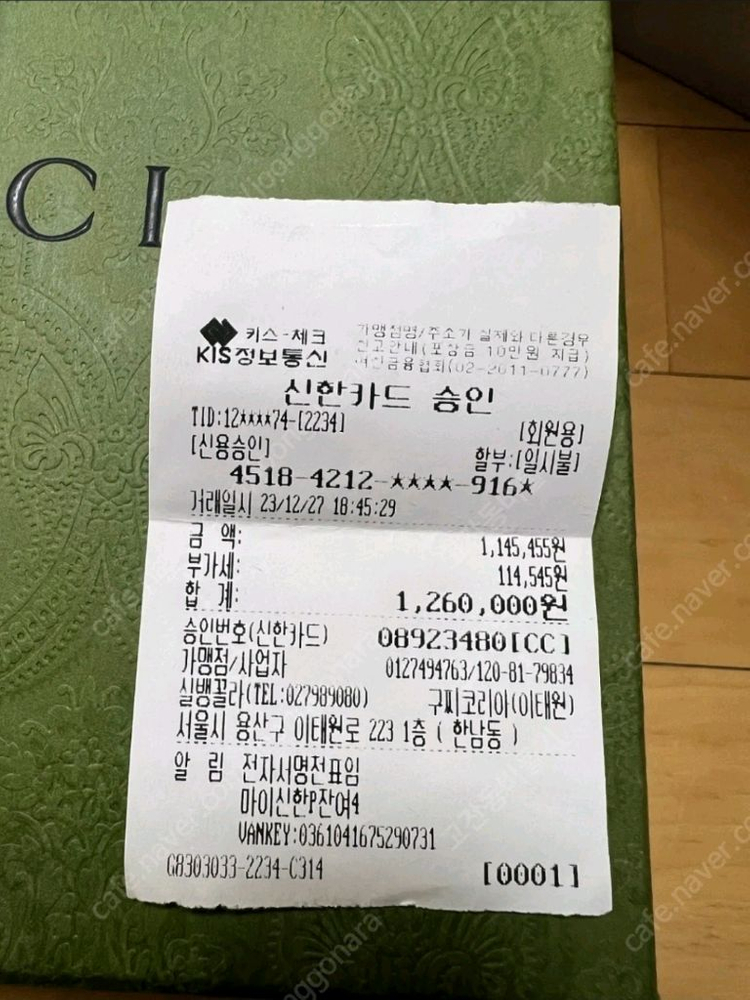 CI
키스-체크
KIS정보통신
가맹점명/주소가 실제와 다른경우
신고안내(포상금 10만원 지급)
여신금융협회(02-2011-0777)
신한카드 승인
TID:12****74-[2234]
[회원용]
[신용승인]
할부:[일시불]
4518-4212-****-916*
거래일시 23/12/27 18:45:29
금 액: 1,145,455원
부가세: 114,545원
합 계: 1,260,000원
승인번호(신한카드) 08923480[CC]
가맹점/사업자 0127494763/120-81-79834
실뱅꼴라(TEL:027989080) 구찌코리아(이태원)
서울시 용산구 이태원로 223 1층 ( 한남동 )
알 림 전자서명전표임
마이신한P잔여4
VANKEY:0361041675290731
G8303033-2234-C314 [0001]
cafe.naver.com
joonggonara